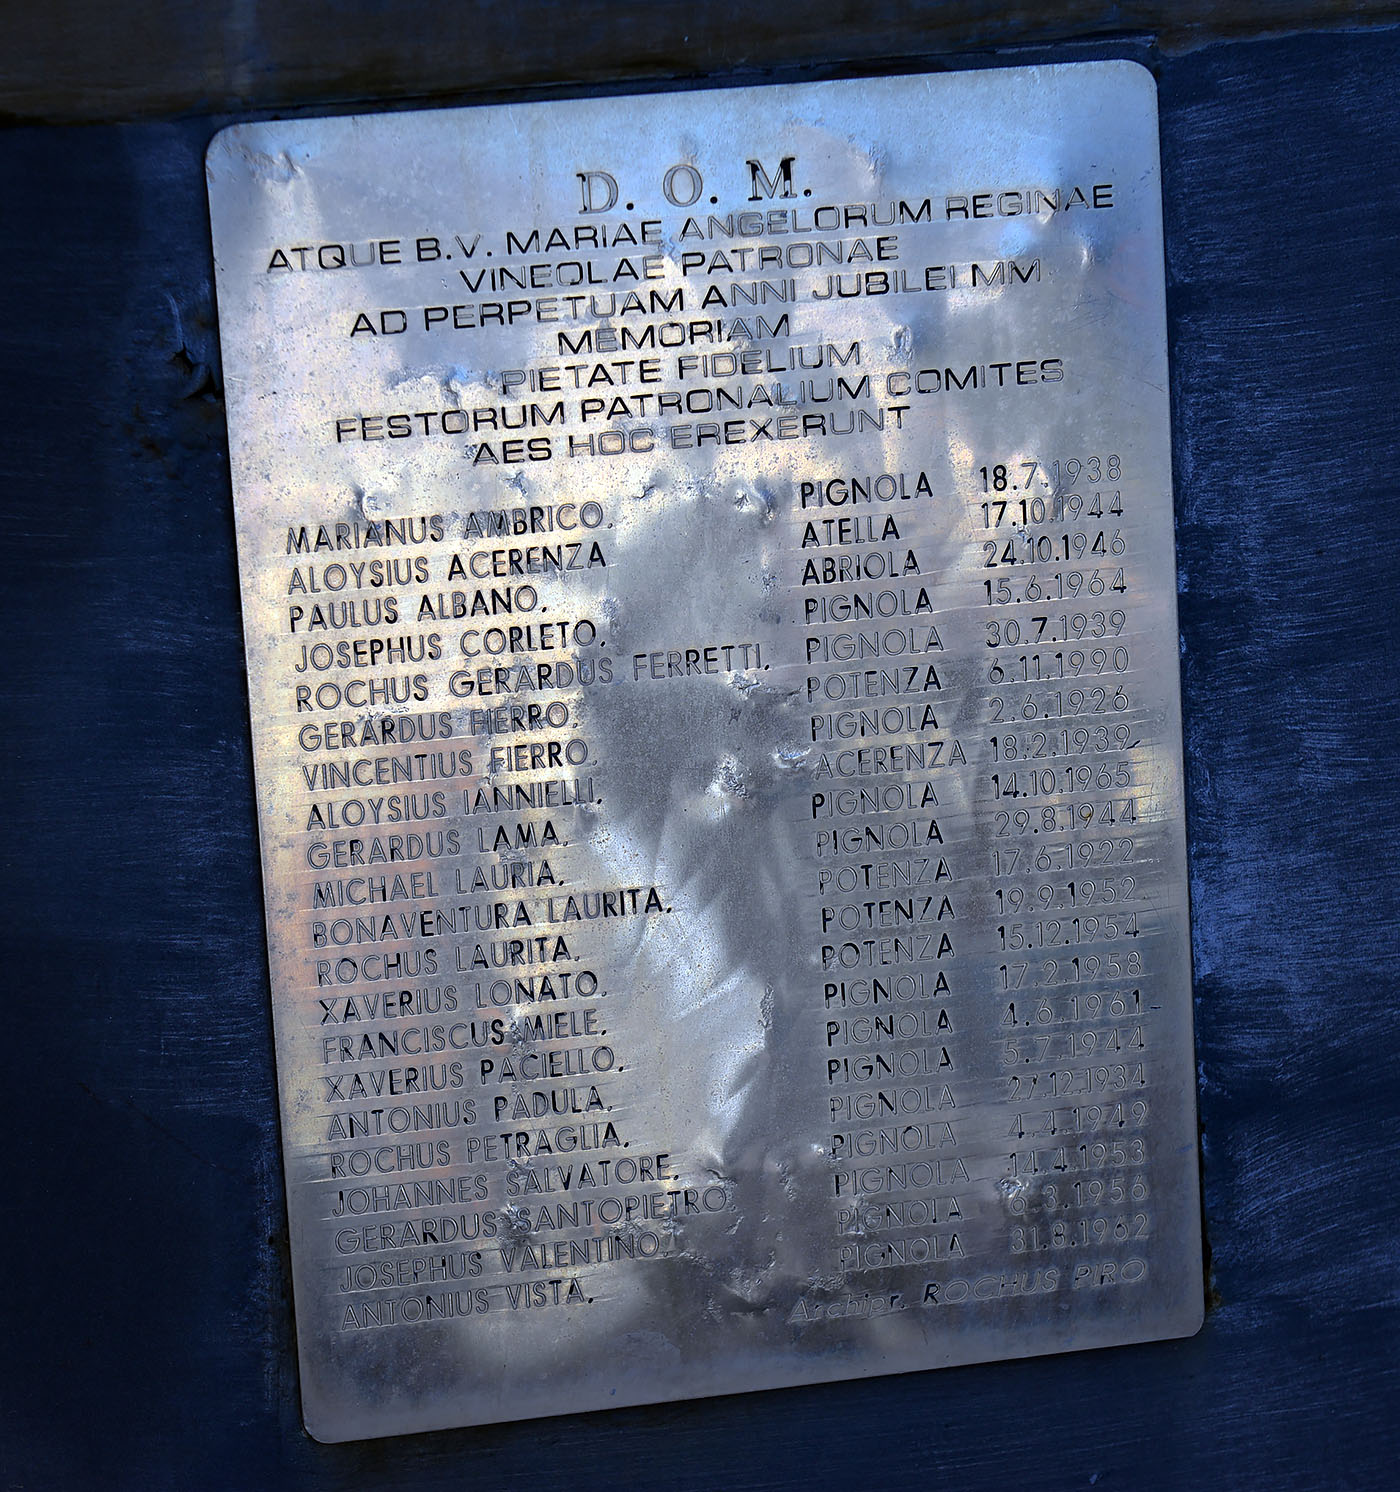 D. O. M.
ATQUE B.V. MARIAE ANGELORUM REGINAE
VINEOLAE PATRONAE
AD PERPETUAM ANNI JUBILEI MM
MEMORIAM
PIETATE FIDELIUM
FESTORUM PATRONALIUM COMITES
AES HOC EREXERUNT
MARIANUS AMBRICO. PIGNOLA 18.7.1938
ALOYSIUS ACERENZA ATELLA 17.10.1944
PAULUS ALBANO. ABRIOLA 24.10.1946
JOSEPHUS CORLETO. PIGNOLA 15.6.1964
ROCHUS GERARDUS FERRETTI. PIGNOLA 30.7.1939
GERARDUS FIERRO. POTENZA 6.11.1990
VINCENTIUS FIERRO. PIGNOLA 2.6.1926
ALOYSIUS IANNIELLI. ACERENZA 18.2.1939
GERARDUS LAMA. PIGNOLA 14.10.1965
MICHAEL LAURIA. PIGNOLA 29.8.1944
BONAVENTURA LAURITA. POTENZA 17.6.1922
ROCHUS LAURITA. POTENZA 19.9.1952
XAVERIUS LONATO. POTENZA 15.12.1954
FRANCISCUS MIELE. PIGNOLA 17.2.1958
XAVERIUS PACIELLO. PIGNOLA 4.6.1961
ANTONIUS PADULA. PIGNOLA 5.7.1944
ROCHUS PETRAGLIA. PIGNOLA 27.12.1934
JOHANNES SALVATORE. PIGNOLA 4.4.1949
GERARDUS SANTOPIETRO. PIGNOLA 14.4.1953
JOSEPHUS VALENTINO. PIGNOLA 6.3.1956
ANTONIUS VISTA. PIGNOLA 31.8.1962
Archipr. ROCHUS PIRO